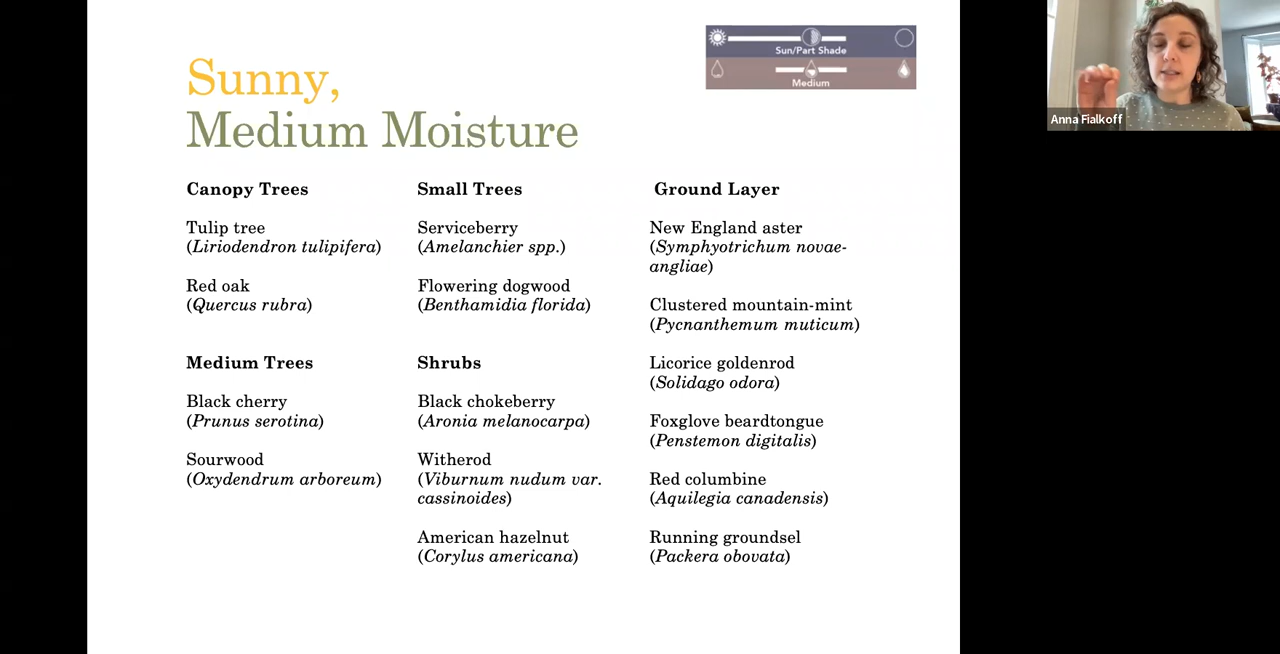 Sunny,
Medium Moisture
Sun/Part Shade
Medium
Canopy Trees
Tulip tree
(Liriodendron tulipifera)
Red oak
(Quercus rubra)
Medium Trees
Black cherry
(Prunus serotina)
Sourwood
(Oxydendrum arboreum)
Small Trees
Serviceberry
(Amelanchier spp.)
Flowering dogwood
(Benthamidia florida)
Shrubs
Black chokeberry
(Aronia melanocarpa)
Witherod
(Viburnum nudum var.
cassinoides)
American hazelnut
(Corylus americana)
Ground Layer
New England aster
(Symphyotrichum novae-
angliae)
Clustered mountain-mint
(Pycnanthemum muticum)
Licorice goldenrod
(Solidago odora)
Foxglove beardtongue
(Penstemon digitalis)
Red columbine
(Aquilegia canadensis)
Running groundsel
(Packera obovata)
Anna Fialkoff